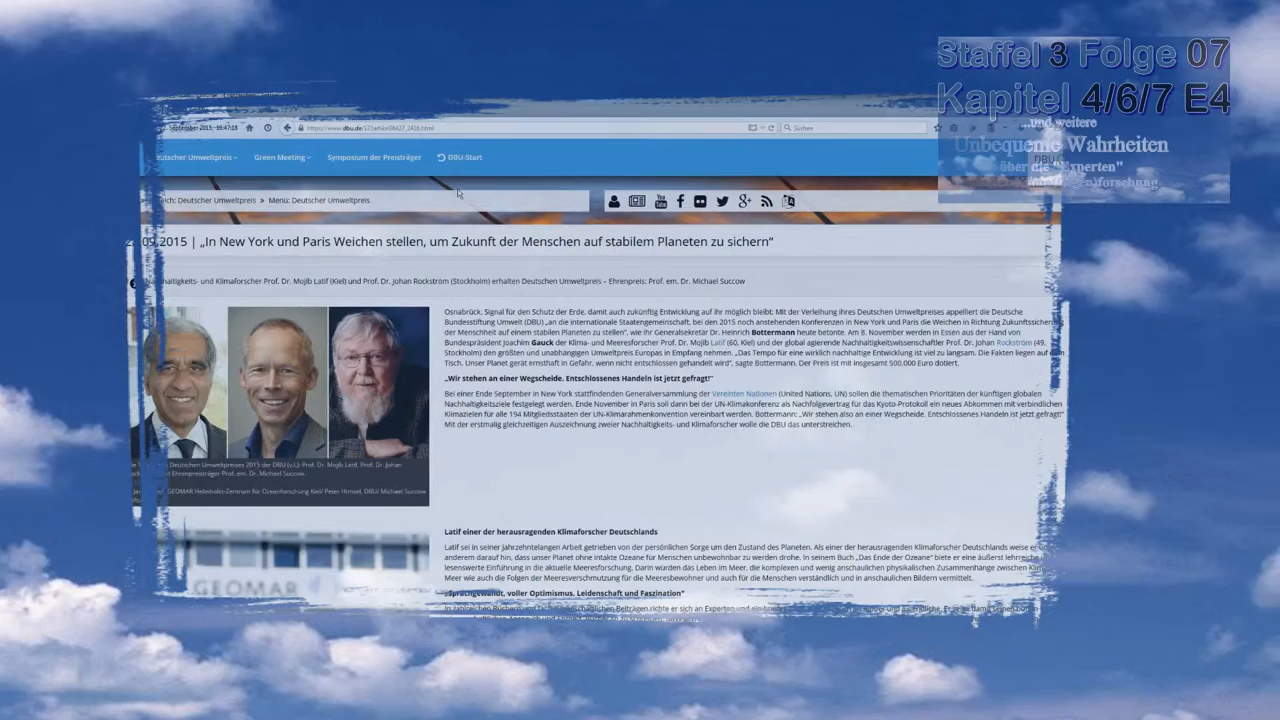 Staffel 3 Folge 07
Kapitel 4/6/7 E4
...und weitere
Unbequeme Wahrheiten
über die "Experten"
September 2015, 16:47:13
https://www.dbu.de/123artikel36427_2416.html
Suchen
Deutscher Umweltpreis
Green Meeting
Symposium der Preisträger
DBU-Start
DBU
Menü: Deutscher Umweltpreis
.09.2015 | „In New York und Paris Weichen stellen, um Zukunft der Menschen auf stabilem Planeten zu sichern“
Nachhaltigkeits- und Klimaforscher Prof. Dr. Mojib Latif (Kiel) und Prof. Dr. Johan Rockström (Stockholm) erhalten Deutschen Umweltpreis – Ehrenpreis: Prof. em. Dr. Michael Succow
Osnabrück. Signal für den Schutz der Erde, damit auch zukünftig Entwicklung auf ihr möglich bleibt: Mit der Verleihung ihres Deutschen Umweltpreises appelliert die Deutsche
Bundesstiftung Umwelt (DBU) „an die internationale Staatengemeinschaft, bei den 2015 noch anstehenden Konferenzen in New York und Paris die Weichen in Richtung Zukunftssicherung
der Menschheit auf einem stabilen Planeten zu stellen“, wie ihr Generalsekretär Dr. Heinrich Bottermann heute betonte. Am 8. November werden in Essen aus der Hand von
Bundespräsident Joachim Gauck der Klima- und Meeresforscher Prof. Dr. Mojib Latif (60, Kiel) und der global agierende Nachhaltigkeitswissenschaftler Prof. Dr. Johan Rockström (49,
Stockholm) den größten und unabhängigen Umweltpreis Europas in Empfang nehmen. „Das Tempo für eine wirklich nachhaltige Entwicklung ist viel zu langsam. Die Fakten liegen auf dem
Tisch. Unser Planet gerät ernsthaft in Gefahr, wenn nicht entschlossen gehandelt wird“, sagte Bottermann. Der Preis ist mit insgesamt 500.000 Euro dotiert.
„Wir stehen an einer Wegscheide. Entschlossenes Handeln ist jetzt gefragt!“
Bei einer Ende September in New York stattfindenden Generalversammlung der Vereinten Nationen (United Nations, UN) sollen die thematischen Prioritäten der künftigen globalen
Nachhaltigkeitsziele festgelegt werden. Ende November in Paris soll dann bei der UN-Klimakonferenz als Nachfolgevertrag für das Kyoto-Protokoll ein neues Abkommen mit verbindlichen
Klimazielen für alle 194 Mitgliedsstaaten der UN-Klimarahmenkonvention vereinbart werden. Bottermann: „Wir stehen also an einer Wegscheide. Entschlossenes Handeln ist jetzt gefragt!“
Mit der erstmalig gleichzeitigen Auszeichnung zweier Nachhaltigkeits- und Klimaforscher wolle die DBU das unterstreichen.
Deutschen Umweltpreises 2015 der DBU (v.l.): Prof. Dr. Mojib Latif, Prof. Dr. Johan
Ehrenpreisträger Prof. em. Dr. Michael Succow.
GEOMAR Helmholtz-Zentrum für Ozeanforschung Kiel/ Peter Himsel, DBU/ Michael Succow
GEOMAR
Latif einer der herausragenden Klimaforscher Deutschlands
Latif sei in seiner jahrzehntelangen Arbeit getrieben von der persönlichen Sorge um den Zustand des Planeten. Als einer der herausragenden Klimaforscher Deutschlands weise er
anderem darauf hin, dass unser Planet ohne intakte Ozeane für Menschen unbewohnbar zu werden drohe. In seinem Buch „Das Ende der Ozeane“ biete er eine äußerst lehrreiche
lesenswerte Einführung in die aktuelle Meeresforschung. Darin würden das Leben im Meer, die komplexen und wenig anschaulichen physikalischen Zusammenhänge zwischen
Meer wie auch die Folgen der Meeresverschmutzung für die Meeresbewohner und auch für die Menschen verständlich und in anschaulichen Bildern vermittelt.
„Sprachgewandt, voller Optimismus, Leidenschaft und Faszination“